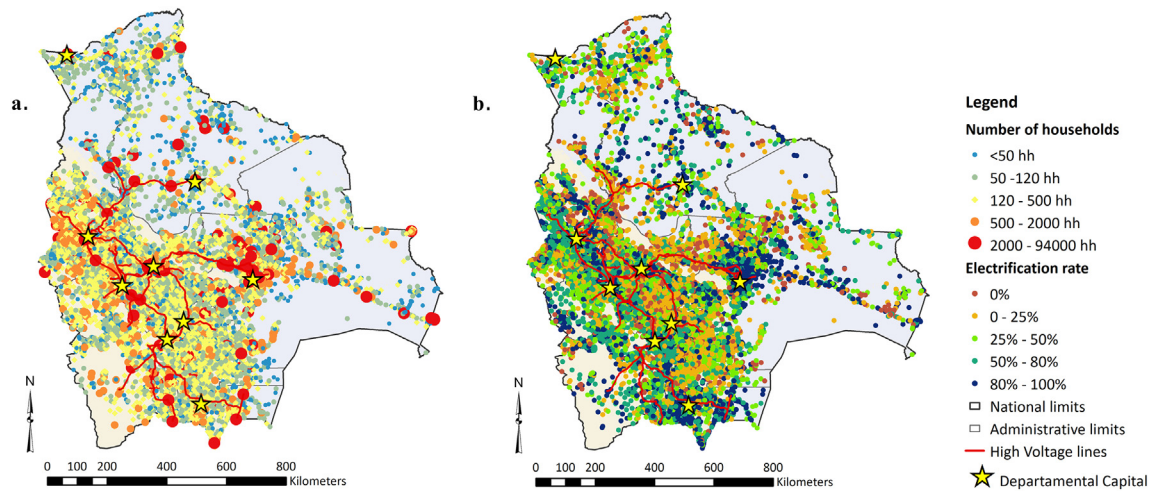 a.
N
0 200 400 600 800
Kilometers
b.
N
0 200 400 600 800
Kilometers
Legend
Number of households
<50 hh
50 -120 hh
120 - 500 hh
500 - 2000 hh
2000 - 94000 hh
Electrification rate
0%
0 - 25%
25% - 50%
50% - 80%
80% - 100%
National limits
Administrative limits
High Voltage lines
Departamental Capital